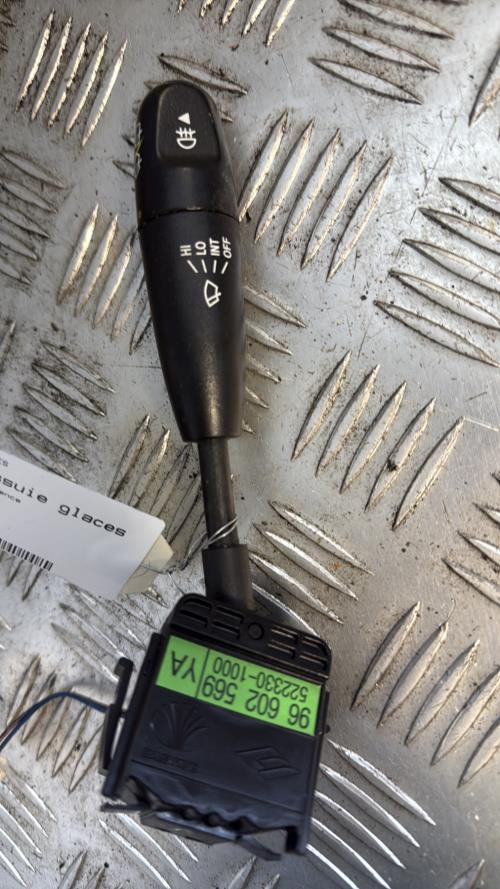 HI
LO
INT
OFF
suie glaces
96 602 569
522330-1000
YA